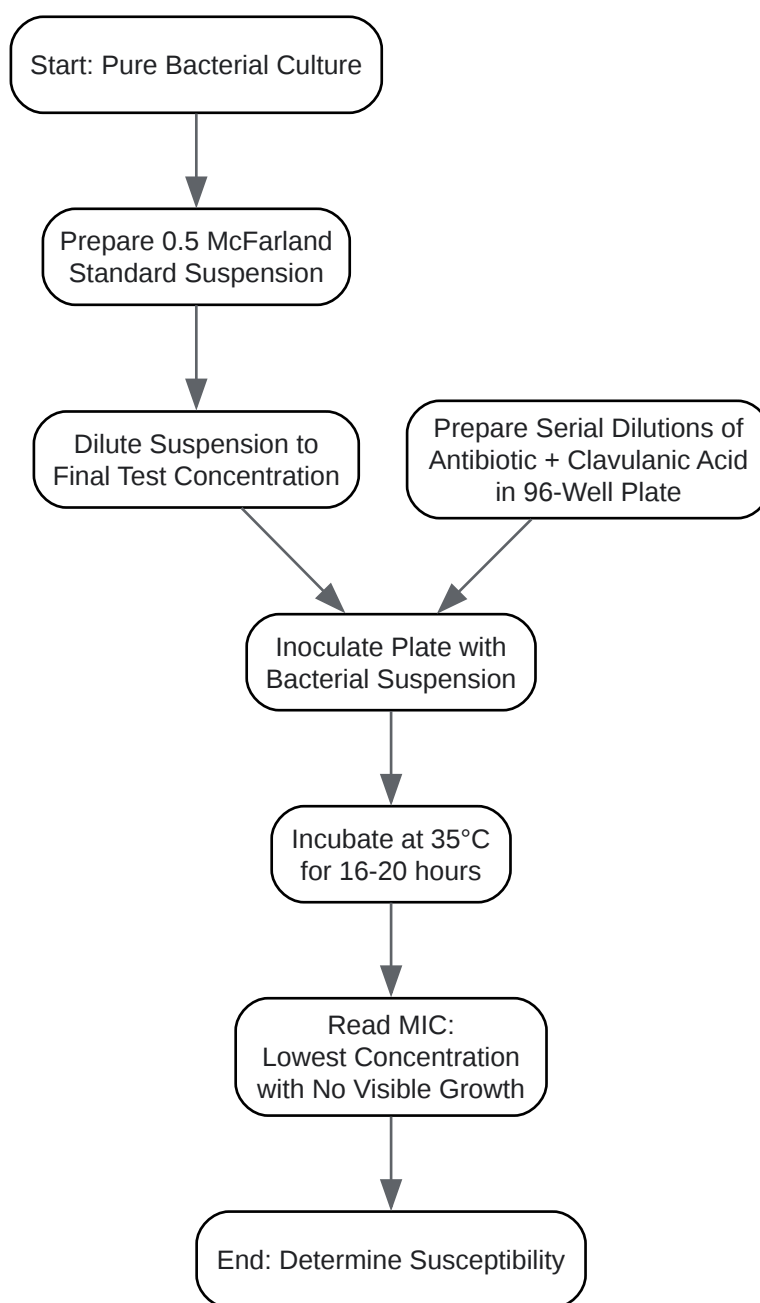 Start: Pure Bacterial Culture
Prepare 0.5 McFarland
Standard Suspension
Dilute Suspension to
Final Test Concentration
Prepare Serial Dilutions of
Antibiotic + Clavulanic Acid
in 96-Well Plate
Inoculate Plate with
Bacterial Suspension
Incubate at 35°C
for 16-20 hours
Read MIC:
Lowest Concentration
with No Visible Growth
End: Determine Susceptibility